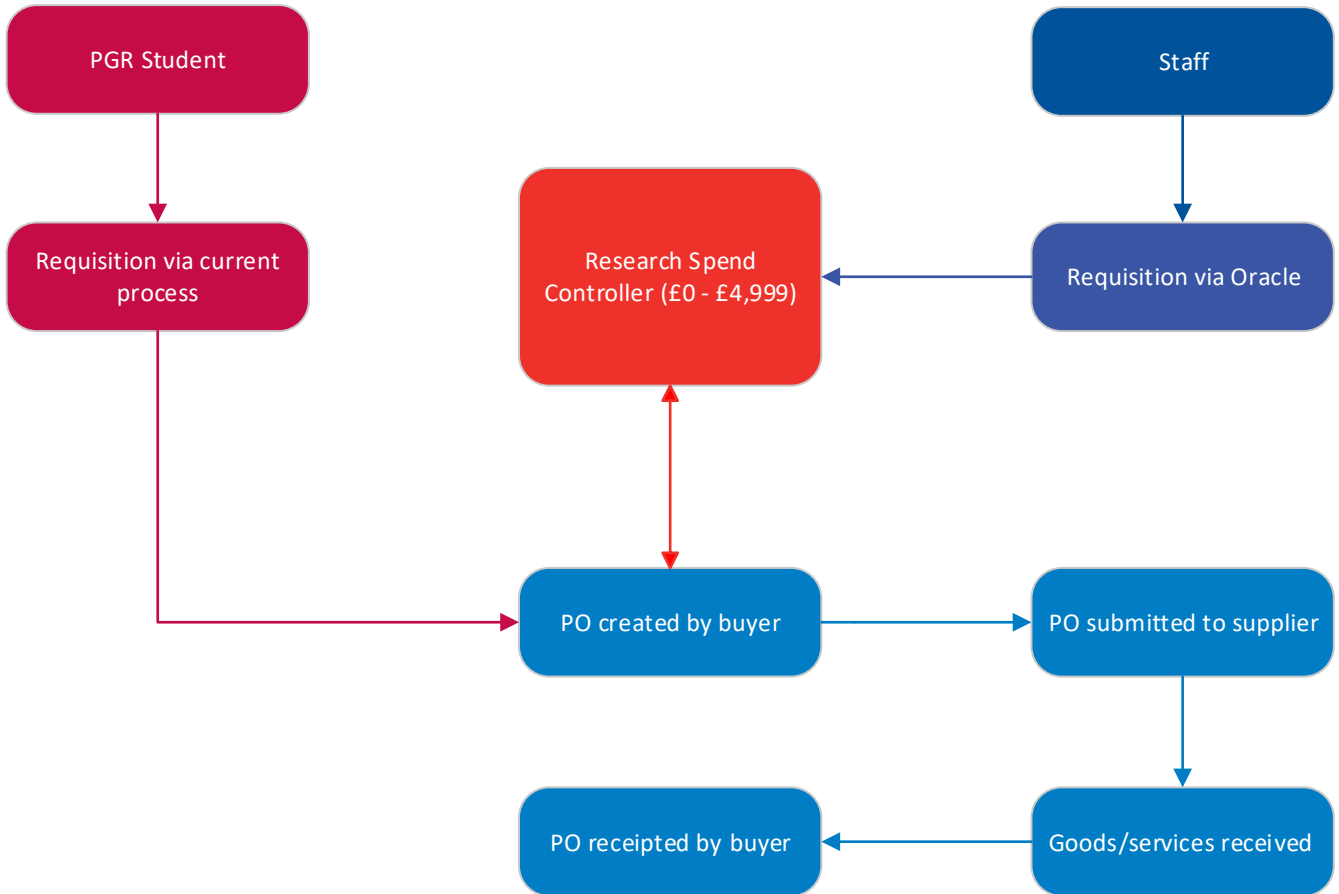 PGR Student
Staff
Requisition via current
process
Research Spend
Controller (£0 - £4,999)
Requisition via Oracle
PO created by buyer
PO submitted to supplier
PO receipted by buyer
Goods/services received